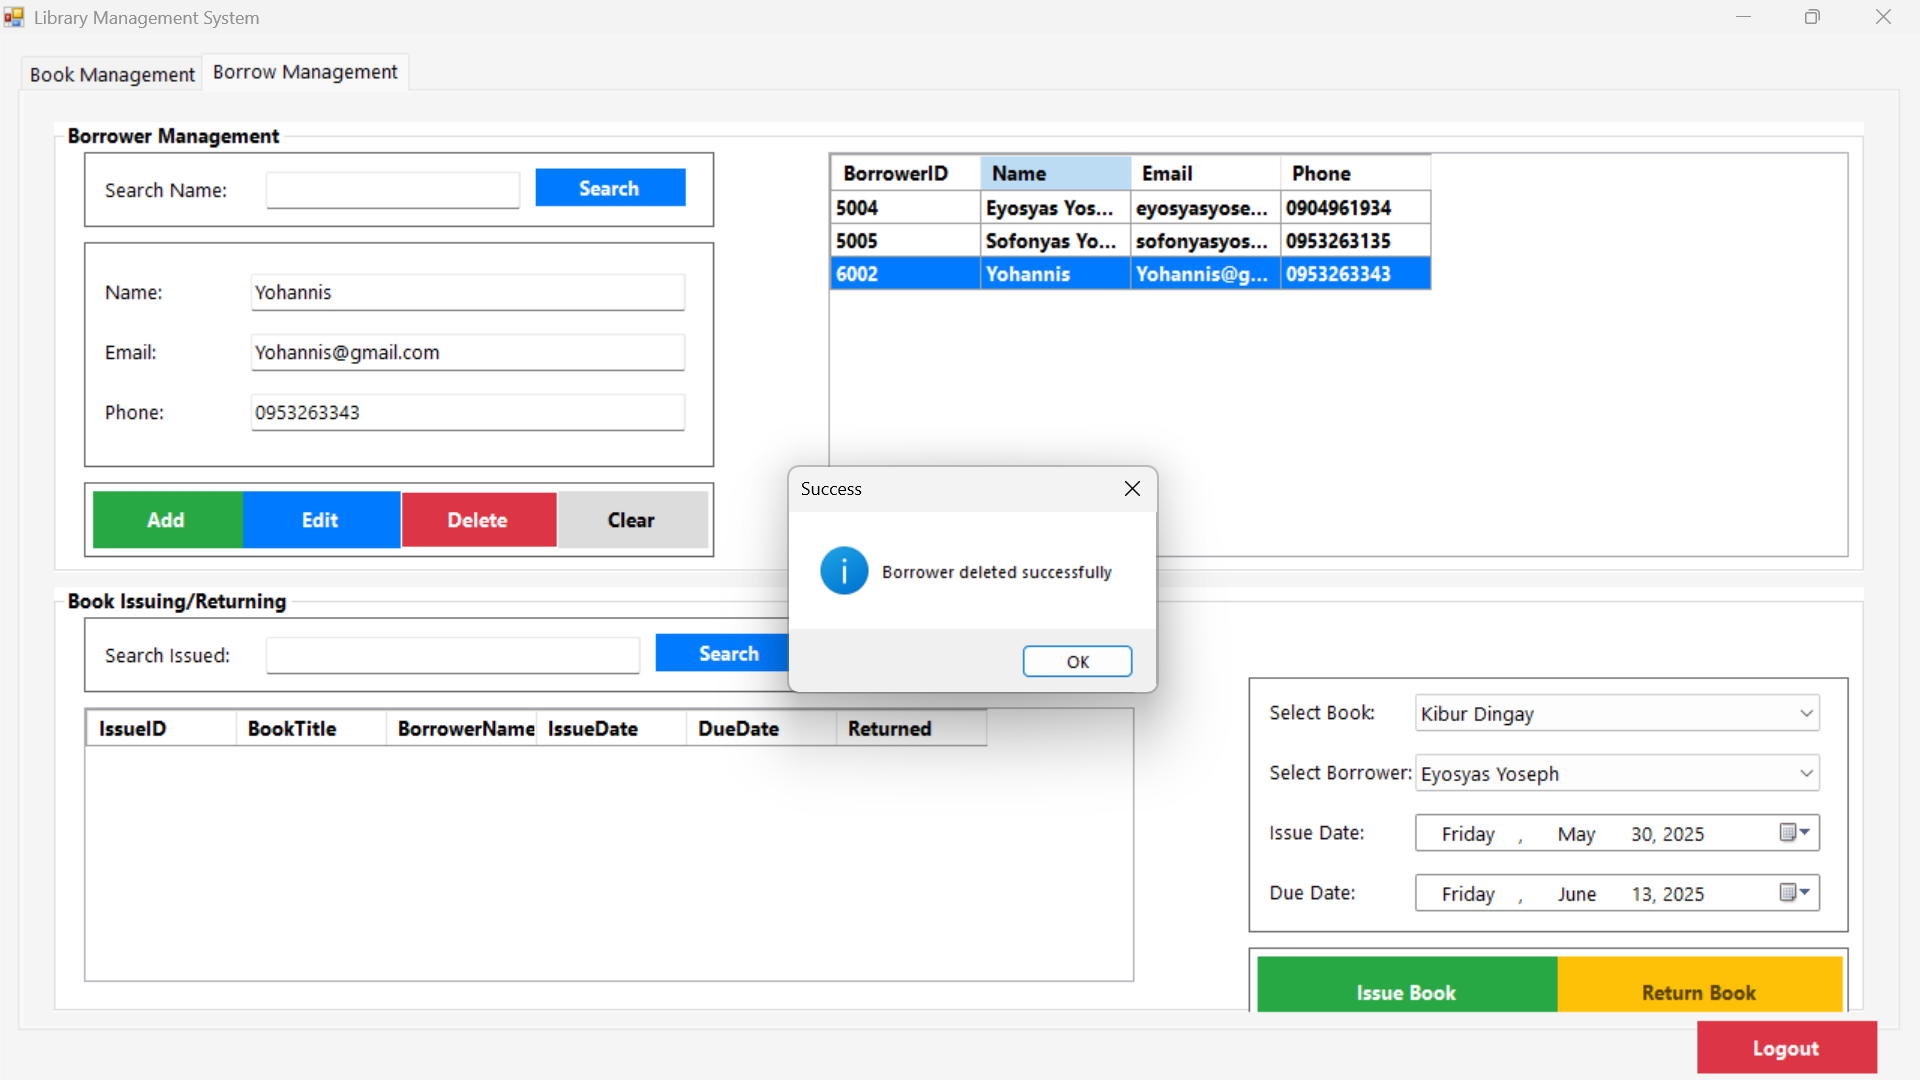 Library Management System
Book Management
Borrow Management
Borrower Management
Search Name:
Search
Name:
Yohannis
Email:
Yohannis@gmail.com
Phone:
0953263343
Add
Edit
Delete
Clear
BorrowerID Name Email Phone
5004 Eyosyas Yos... eyosyasyose... 0904961934
5005 Sofonyas Yo... sofonyasyos... 0953263135
6002 Yohannis Yohannis@g... 0953263343
Success
Borrower deleted successfully
OK
Book Issuing/Returning
Search Issued:
Search
IssueID BookTitle BorrowerName IssueDate DueDate Returned
Select Book:
Kibur Dingay
Select Borrower:
Eyosyas Yoseph
Issue Date:
Friday , May 30, 2025
Due Date:
Friday , June 13, 2025
Issue Book
Return Book
Logout